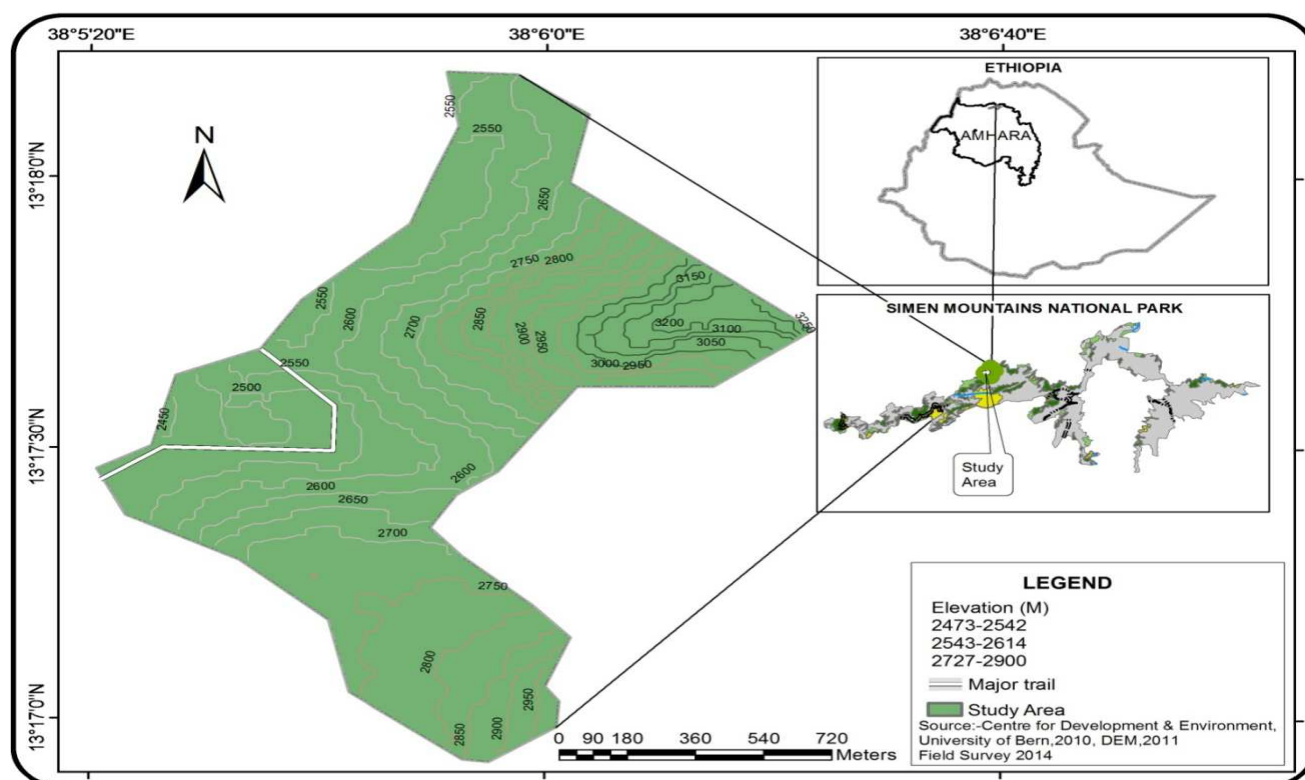 38°5'20"E
38°6'0"E
38°6'40"E
13°18'0"N
13°17'30"N
13°17'0"N
N
2550
2550
2650
2750
2800
3150
2550
2600
2700
2850
2900
2950
3200
3100
3050
3250
3000
2950
2550
2500
2450
2600
2600
2650
2700
2750
2800
2850
2900
2950
0 90 180 360 540 720
Meters
ETHIOPIA
AMHARA
SIMEN MOUNTAINS NATIONAL PARK
Study
Area
LEGEND
Elevation (M)
2473-2542
2543-2614
2727-2900
Major trail
Study Area
Source:-Centre for Development & Environment,
University of Bern,2010, DEM,2011
Field Survey 2014